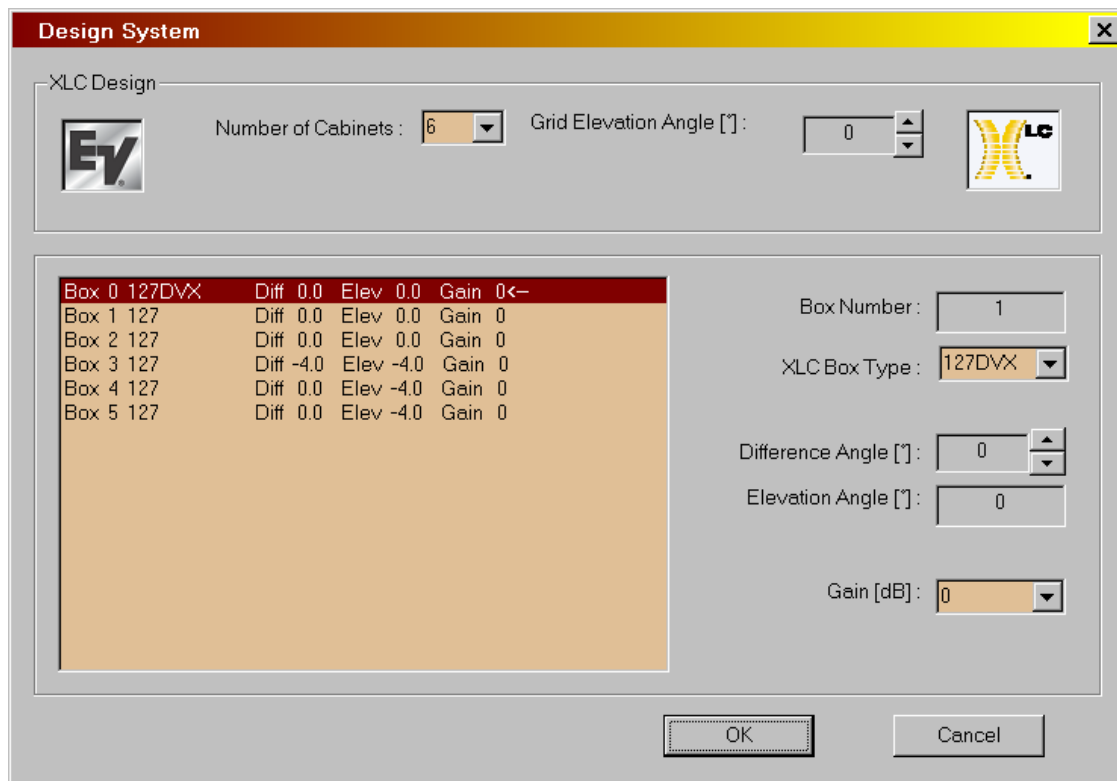 Design System
XLC Design
EV
Number of Cabinets : 6
Grid Elevation Angle [°] : 0
XLC
Box 0 127DVX Diff 0.0 Elev 0.0 Gain 0<–
Box 1 127 Diff 0.0 Elev 0.0 Gain 0
Box 2 127 Diff 0.0 Elev 0.0 Gain 0
Box 3 127 Diff -4.0 Elev -4.0 Gain 0
Box 4 127 Diff 0.0 Elev -4.0 Gain 0
Box 5 127 Diff 0.0 Elev -4.0 Gain 0
Box Number : 1
XLC Box Type : 127DVX
Difference Angle [°] : 0
Elevation Angle [°] : 0
Gain [dB] : 0
OK
Cancel